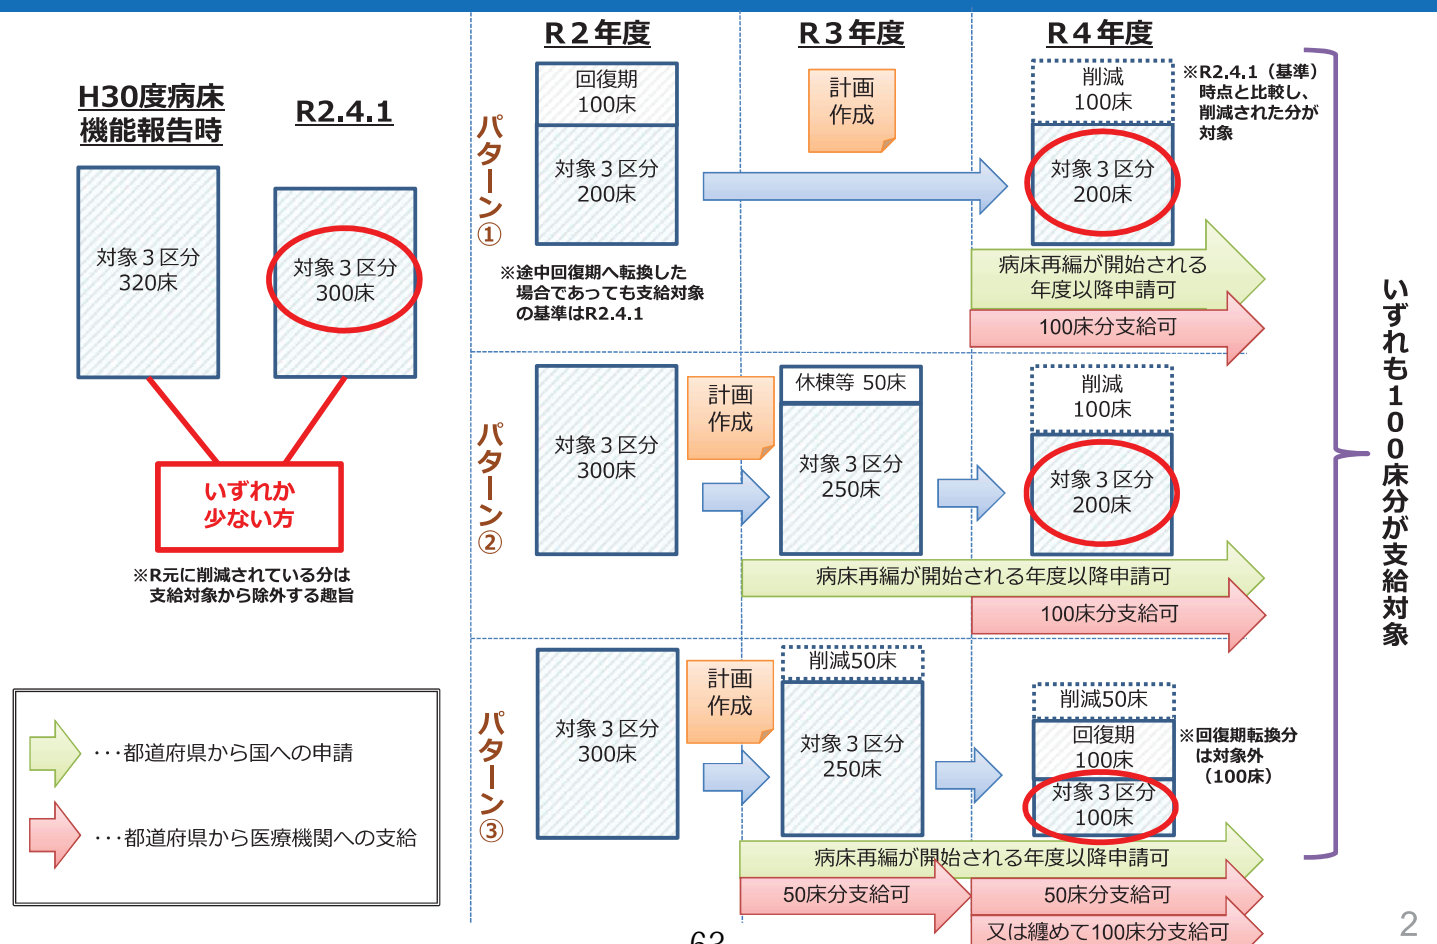 H30度病床
機能報告時
R2.4.1
対象３区分
320床
対象３区分
300床
いずれか
少ない方
※R元に削減されている分は
支給対象から除外する趣旨
･･･都道府県から国への申請
･･･都道府県から医療機関への支給
R２年度
R３年度
R４年度
パターン①
回復期
100床
対象３区分
200床
※途中回復期へ転換した
場合であっても支給対象
の基準はR2.4.1
計画
作成
削減
100床
対象３区分
200床
※R2.4.1（基準）
時点と比較し、
削減された分が
対象
病床再編が開始される
年度以降申請可
100床分支給可
パターン②
対象３区分
300床
計画
作成
休棟等 50床
対象３区分
250床
削減
100床
対象３区分
200床
病床再編が開始される年度以降申請可
100床分支給可
パターン③
対象３区分
300床
計画
作成
削減50床
対象３区分
250床
削減50床
回復期
100床
対象３区分
100床
※回復期転換分
は対象外
（100床）
病床再編が開始される年度以降申請可
50床分支給可
50床分支給可
又は纏めて100床分支給可
いずれも100床分が支給対象
63
2